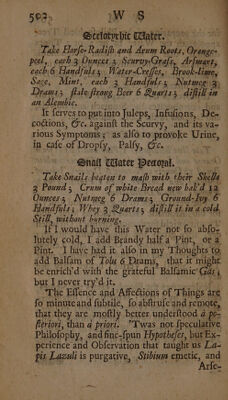 502 W S
Scelotyrbic Water.
Take Horse-Radish and Arum Roots, Orange-
peel, each 3 Ounces; Scurvy-Grass, Arsmart,
each 6 Handfuls; Water-Cresses, Brook-lime,
Sage, Mint, each 3 Handfuls; Nutmeg 3
Drams; stale strong Beer 6 Quarts; distill in
an Alembic.
It serves to put into Juleps, Infusions, De-
coctions, &c. against the Scurvy, and its va-
rious Symptoms; as also to provoke Urine,
in case of Dropsy, Palsy, &c.
Snail Water Pectoral.
Take Snails beaten to mash with their Shells
3 Pound; Crum of white Bread new bak'd 12
Ounces; Nutmeg 6 Drams; Ground-Ivy 6
Handfuls; Whey 3 Quarts; distill it in a cold
Still, without burning.
If I would have this Water not so abso-
lutely cold, I add Brandy half a Pint, or a
Pint. I have had it also in my Thoughts to
add Balsam of Tolu 6 Drams, that it might
be enrich'd with the grateful Balsamic Gas;
but I never try'd it.
The Essence and Affections of Things are
so minute and subtile, so abstruse and remote,
that they are mostly better understood à po-
steriori, than à priori. 'Twas not speculative
Philosophy, and fine-spun Hypotheses, but Ex-
perience and Observation that taught us La-
pis Lazuli is purgative, Stibium emetic, and
Arse-